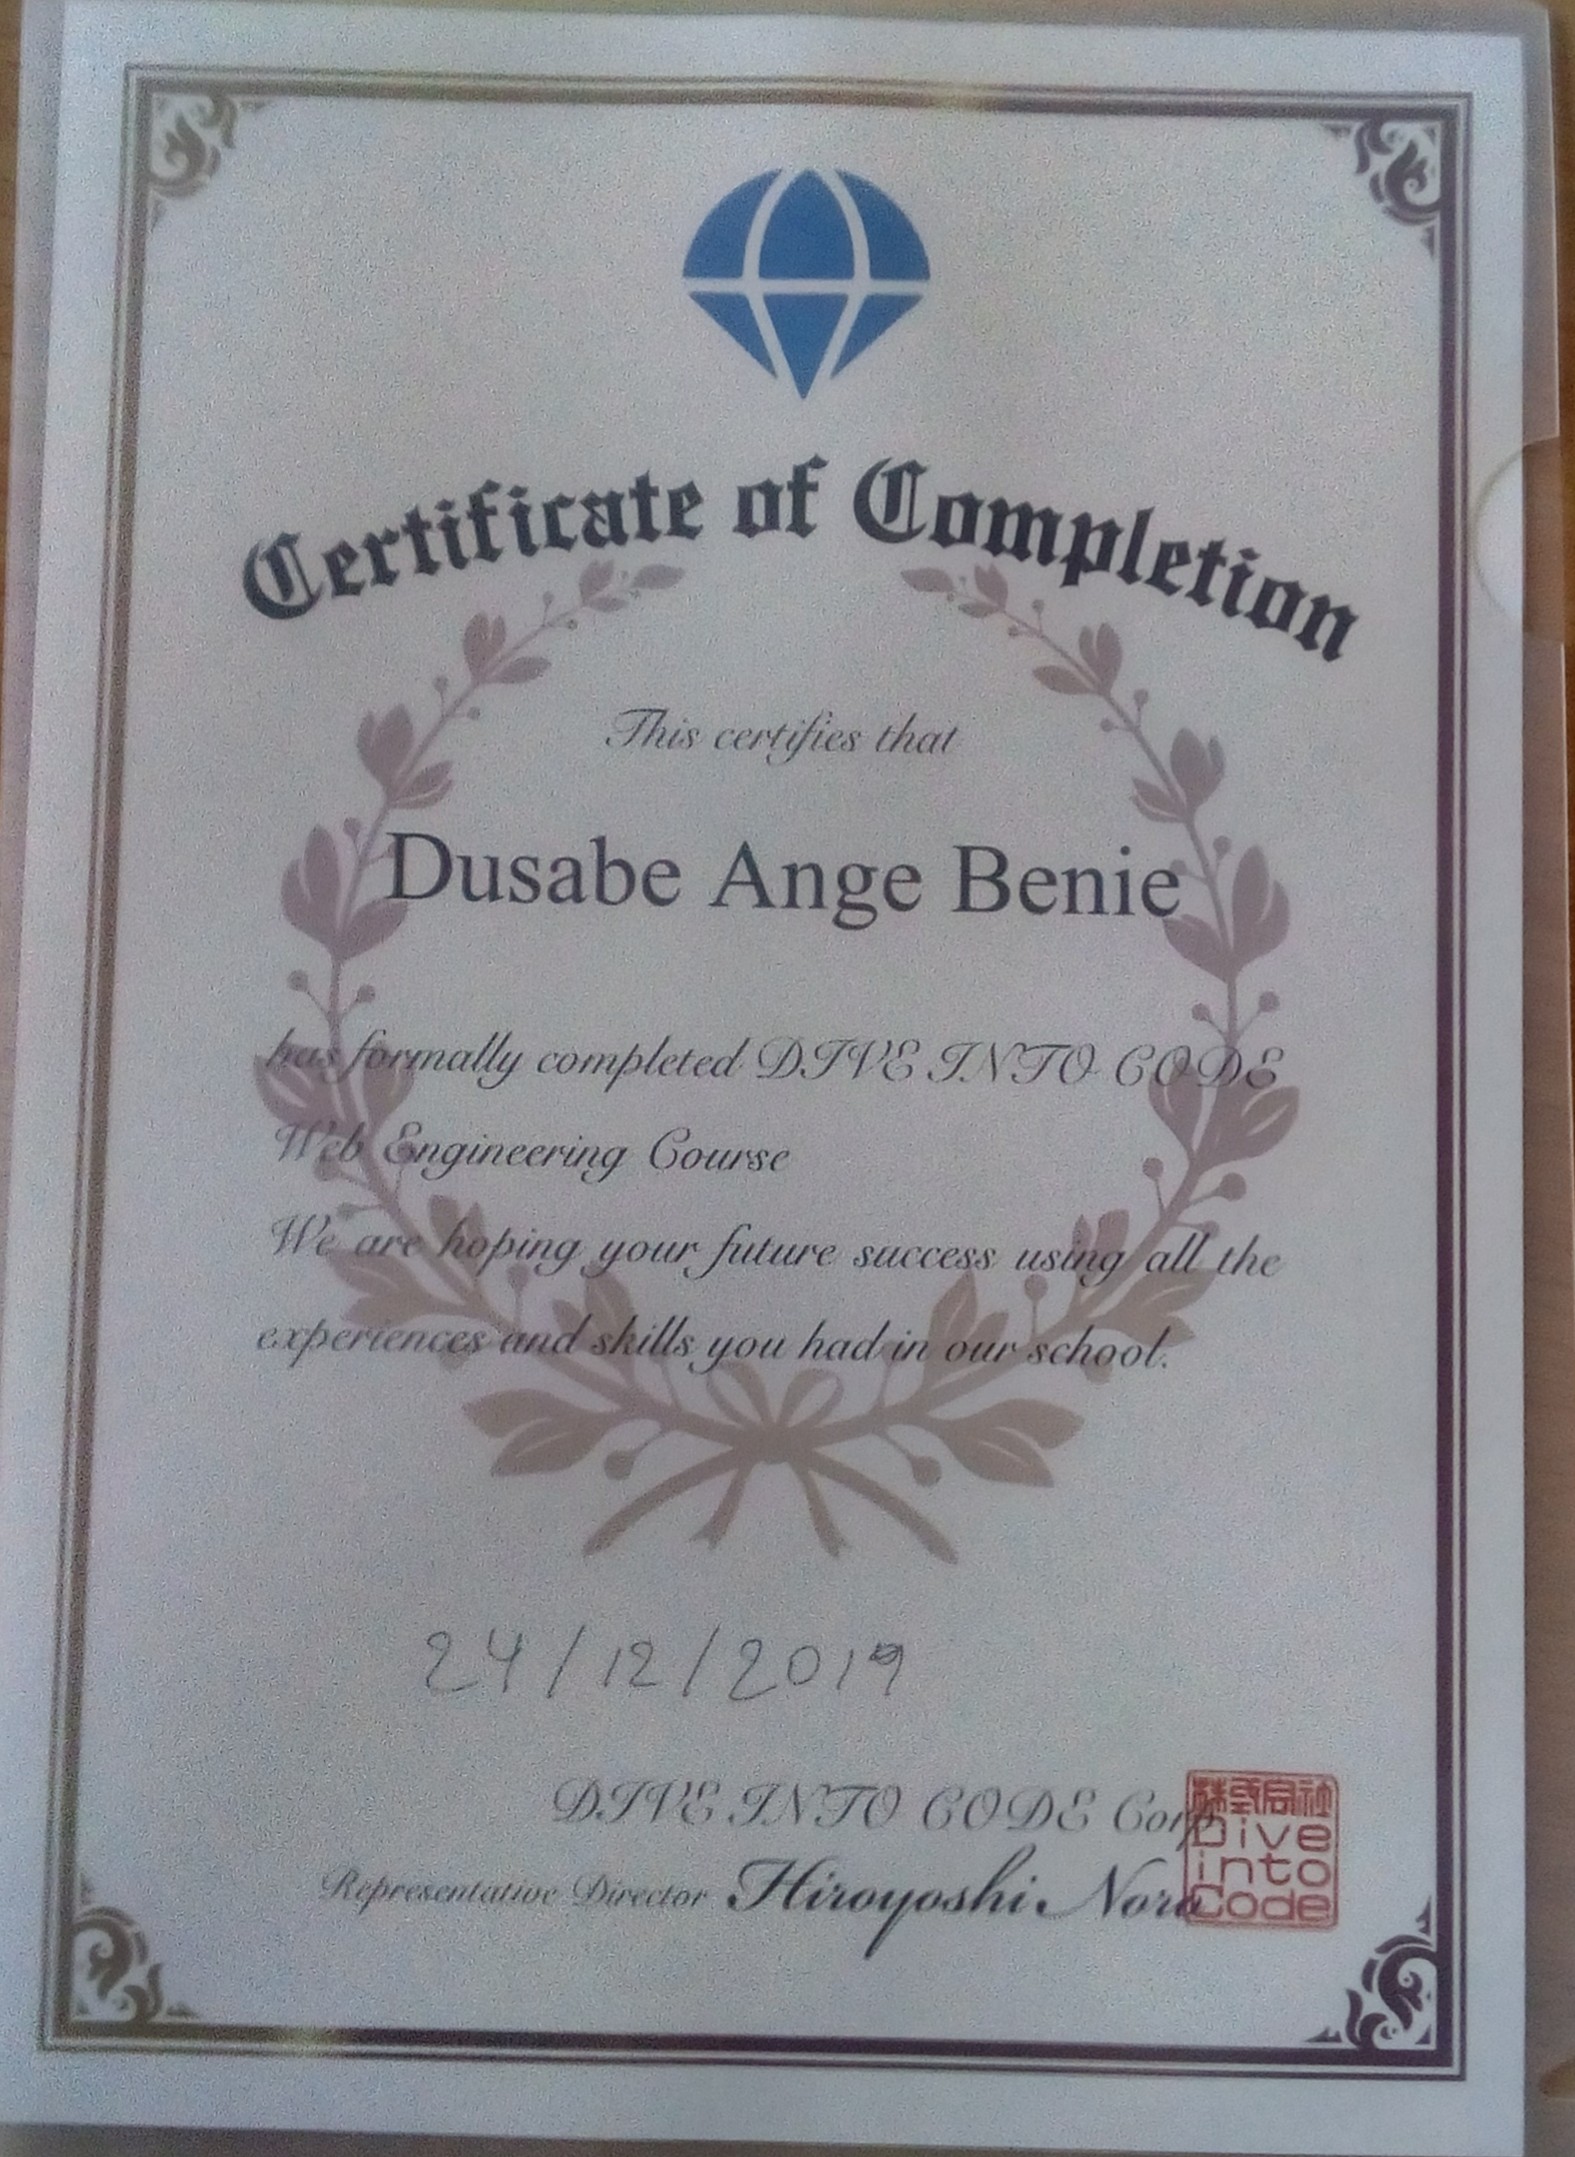 Certificate of Completion
This certifies that
Dusabe Ange Benie
has formally completed DIVE INTO CODE
Web Engineering Course
We are hoping your future success using all the
experiences and skills you had in our school.
24/12/2019
DIVE INTO CODE Corp.
Representative Director Hiroyoshi Noro
株式会社
Dive
into
Code